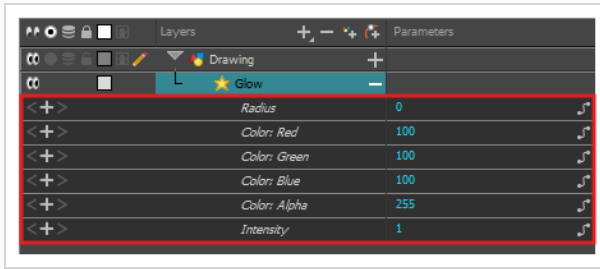 Layers Parameters
Drawing
Glow
Radius 0
Color: Red 100
Color: Green 100
Color: Blue 100
Color: Alpha 255
Intensity 1